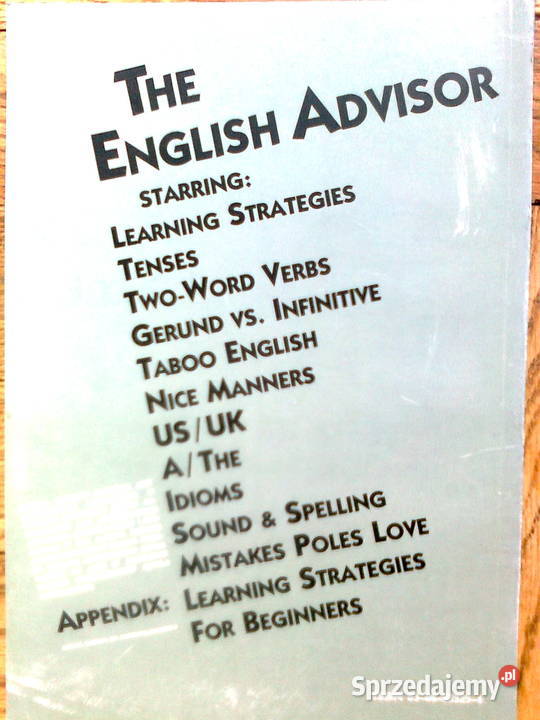 THE
ENGLISH ADVISOR
STARRING:
LEARNING STRATEGIES
TENSES
TWO-WORD VERBS
GERUND VS. INFINITIVE
TABOO ENGLISH
NICE MANNERS
US/UK
A/THE
IDIOMS
SOUND & SPELLING
MISTAKES POLES LOVE
APPENDIX: LEARNING STRATEGIES
FOR BEGINNERS
Sprzedajemy.pl